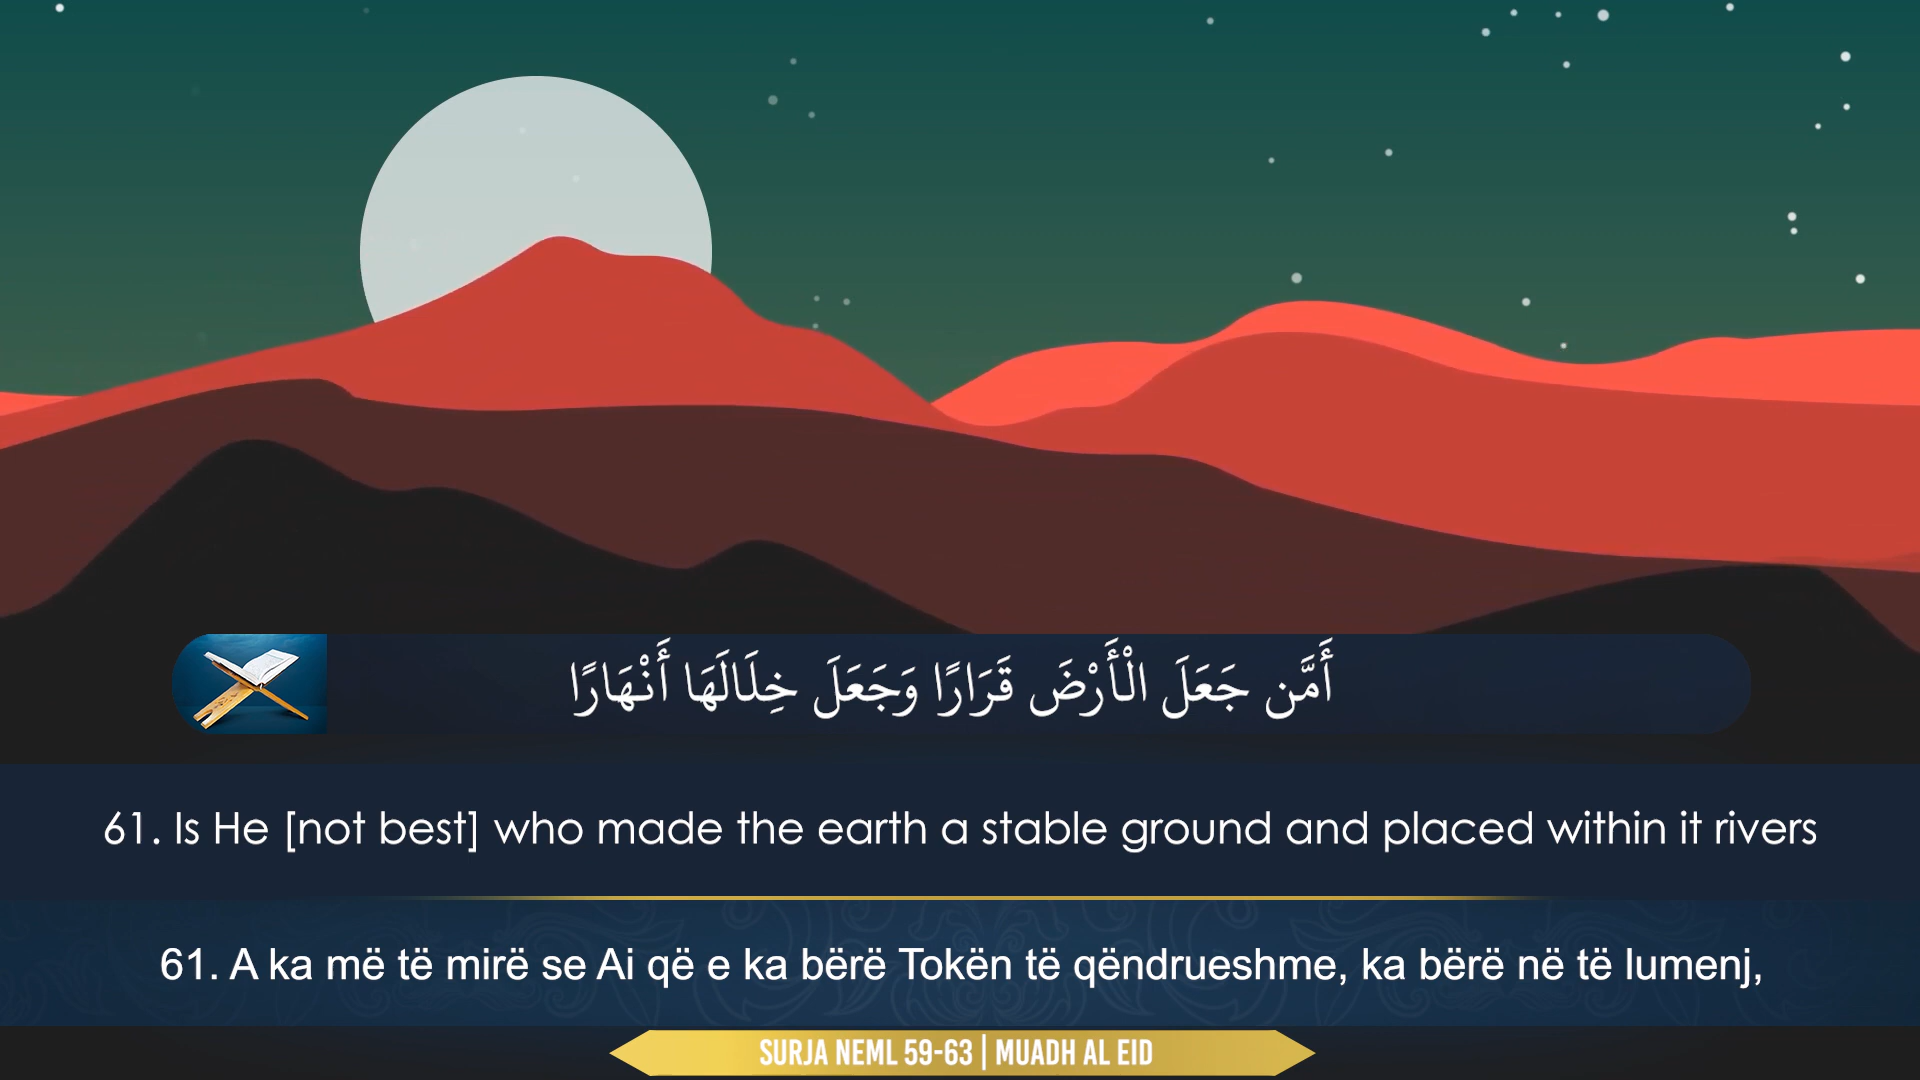 أَمَّن جَعَلَ الْأَرْضَ قَرَارًا وَجَعَلَ خِلَالَهَا أَنْهَارًا
61. Is He [not best] who made the earth a stable ground and placed within it rivers
61. A ka më të mirë se Ai që e ka bërë Tokën të qëndrueshme, ka bërë në të lumenj,
SURJA NEML 59-63 | MUADH AL EID